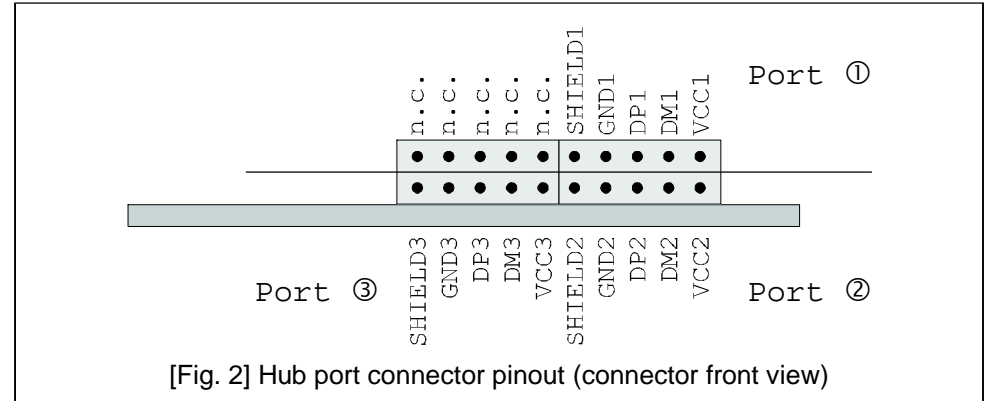 n.c.
n.c.
n.c.
n.c.
n.c.
SHIELD1
GND1
DP1
DM1
VCC1
Port ①
SHIELD3
GND3
DP3
DM3
VCC3
SHIELD2
GND2
DP2
DM2
VCC2
Port ③
Port ②
[Fig. 2] Hub port connector pinout (connector front view)